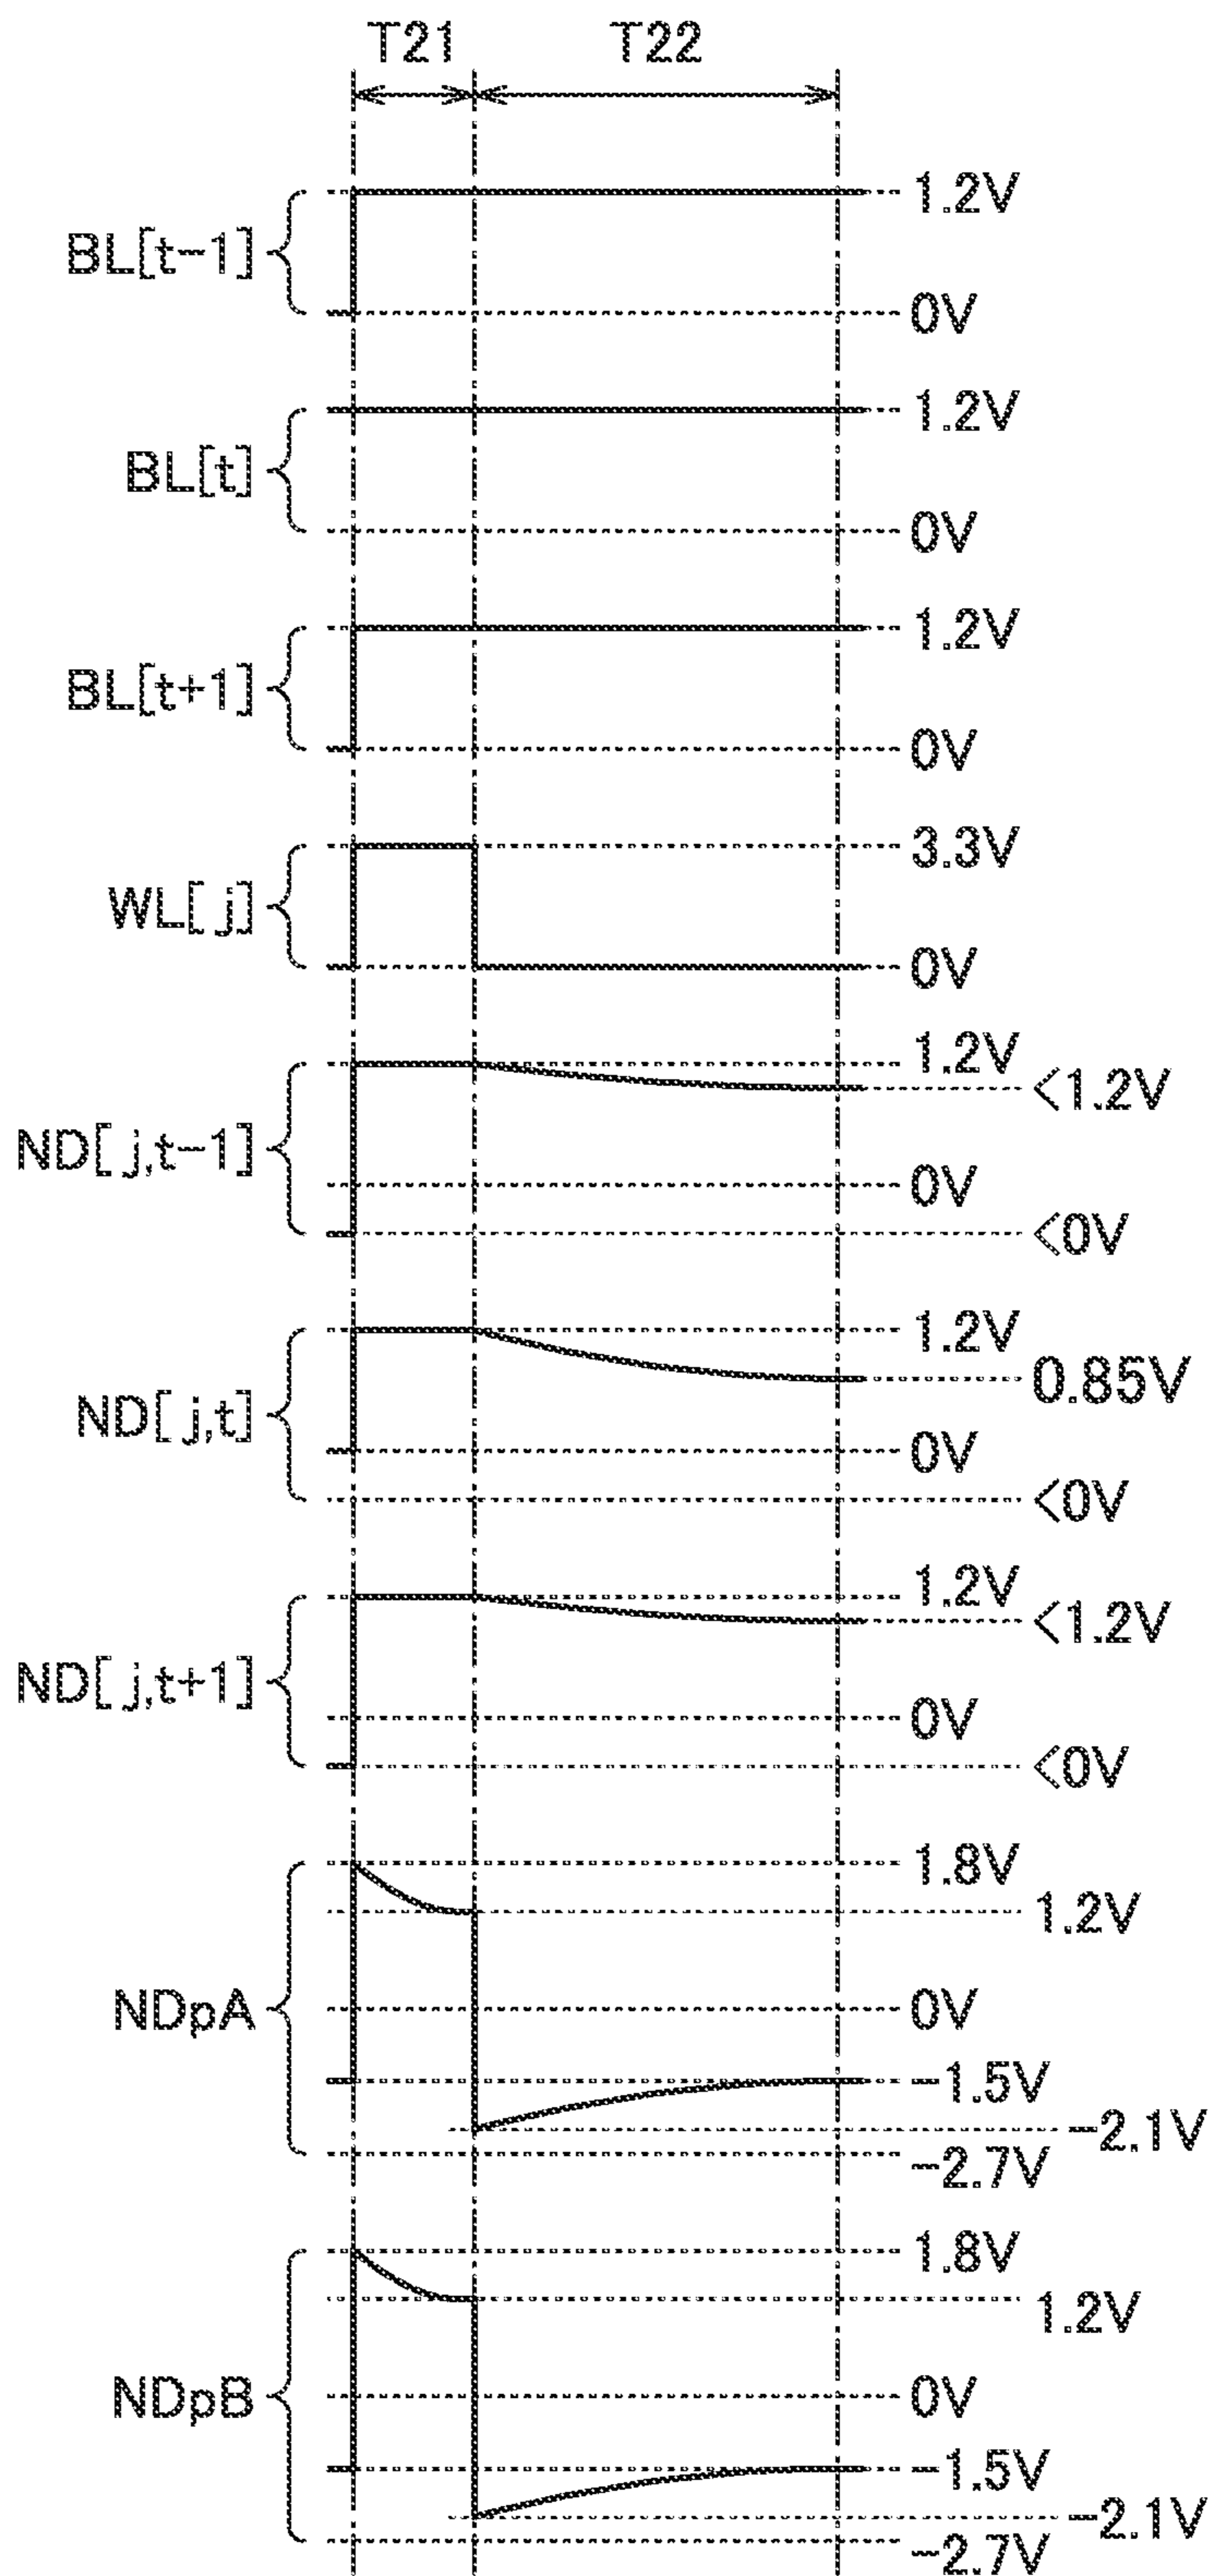 T21 T22
1.2V
BL[t-1]
0V
1.2V
BL[t]
0V
1.2V
BL[t+1]
0V
3.3V
WL[j]
0V
1.2V
<1.2V
ND[j,t-1]
0V
<0V
1.2V
0.85V
ND[j,t]
0V
<0V
1.2V
<1.2V
ND[j,t+1]
0V
<0V
1.8V
1.2V
NDpA
0V
-1.5V
-2.1V
-2.7V
1.8V
1.2V
NDpB
0V
-1.5V
-2.1V
-2.7V